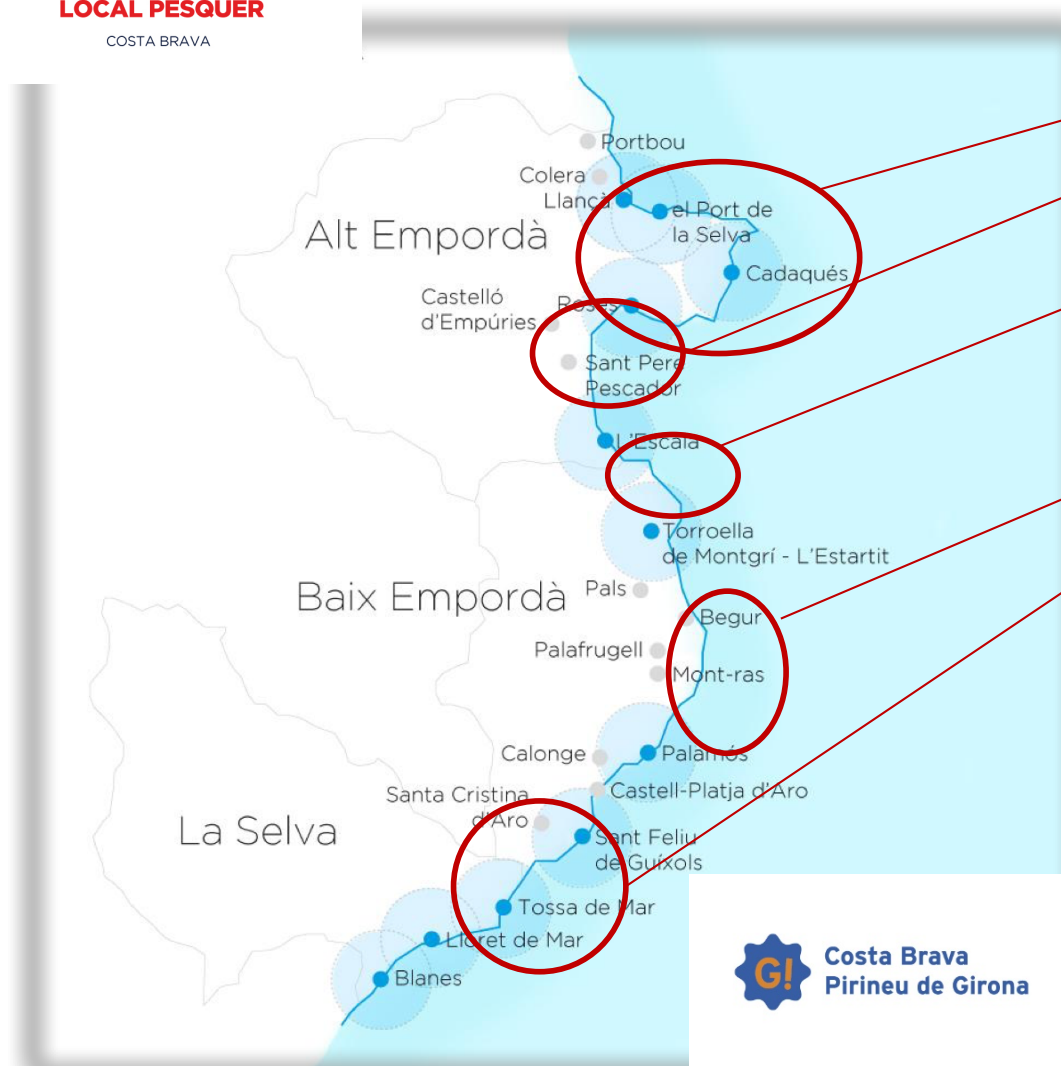 LOCAL PESQUER
COSTA BRAVA
Portbou
Colera
Llançà
el Port de
la Selva
Alt Empordà
Cadaqués
Castelló
d'Empúries
Roses
Sant Pere
Pescador
L'Escala
Torroella
de Montgrí - L'Estartit
Baix Empordà
Pals
Begur
Palafrugell
Mont-ras
Calonge
Palamós
Castell-Platja d'Aro
Santa Cristina
d'Aro
La Selva
Sant Feliu
de Guíxols
Tossa de Mar
Lloret de Mar
Blanes
G!
Costa Brava
Pirineu de Girona